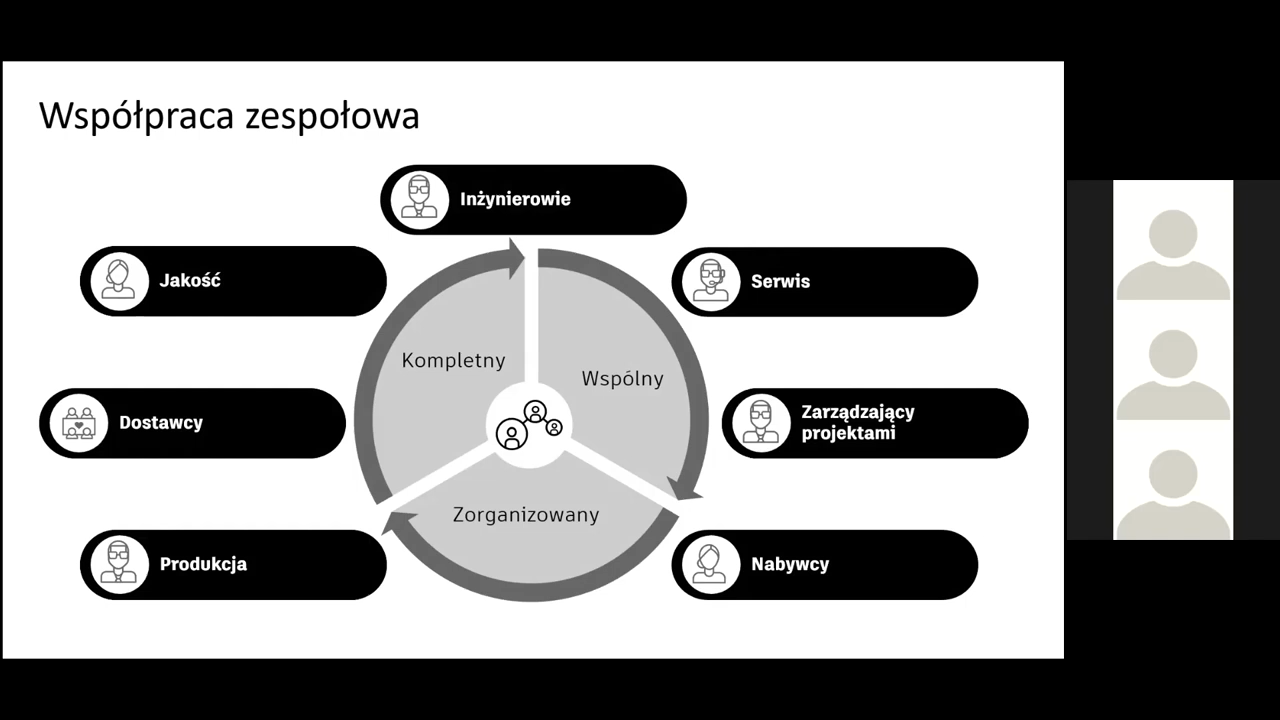 Współpraca zespołowa
Inżynierowie
Jakość
Serwis
Kompletny
Wspólny
Dostawcy
Zarządzający
projektami
Zorganizowany
Produkcja
Nabywcy